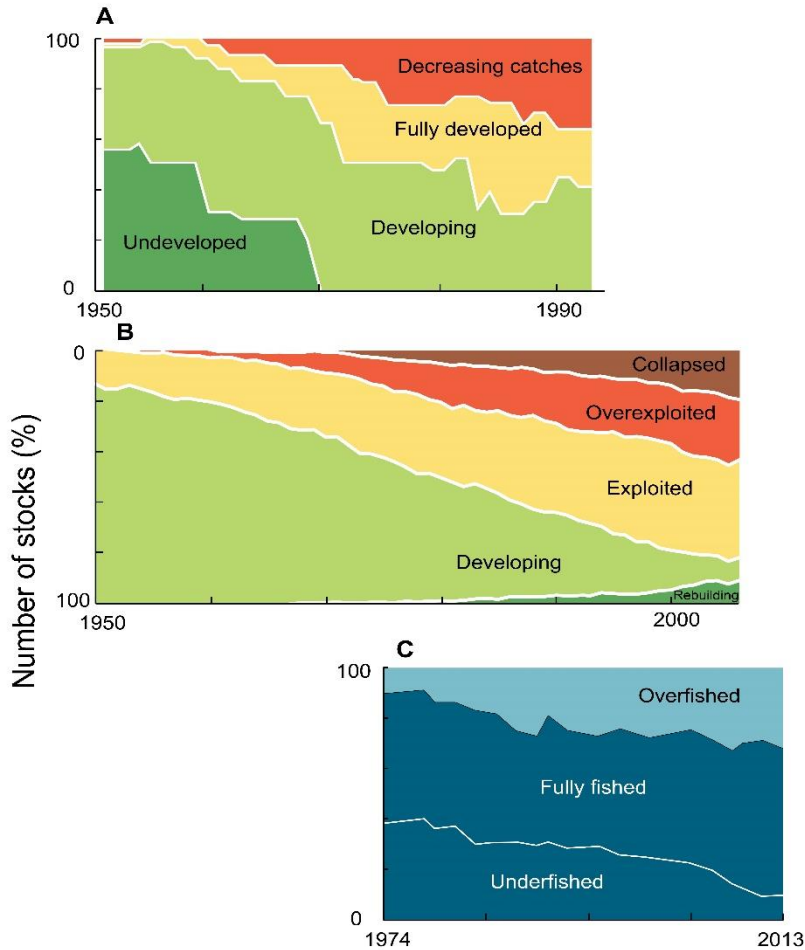 A
100
Decreasing catches
Fully developed
Undeveloped
Developing
0
1950
1990
B
0
Collapsed
Overexploited
Exploited
Developing
Rebuilding
100
1950
2000
Number of stocks (%)
C
100
Overfished
Fully fished
Underfished
0
1974
2013